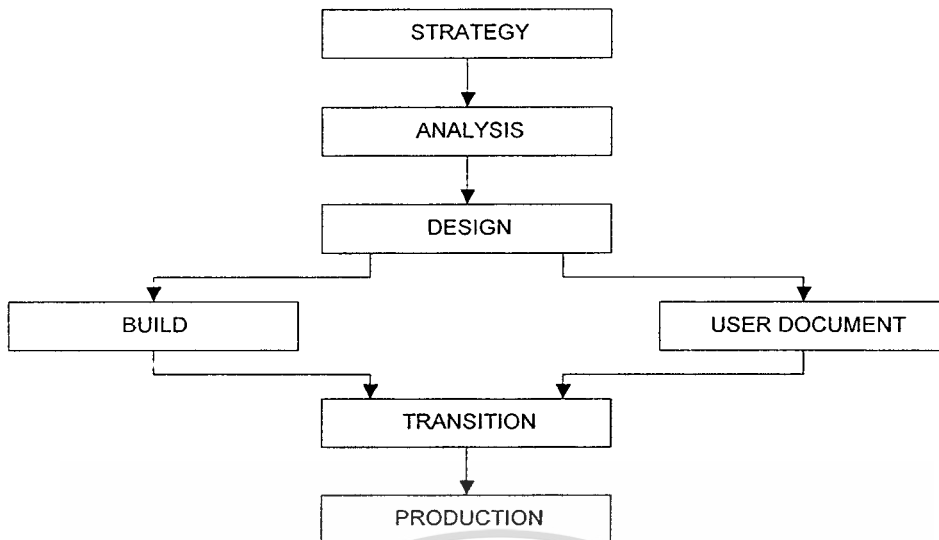 STRATEGY
ANALYSIS
DESIGN
BUILD
USER DOCUMENT
TRANSITION
PRODUCTION